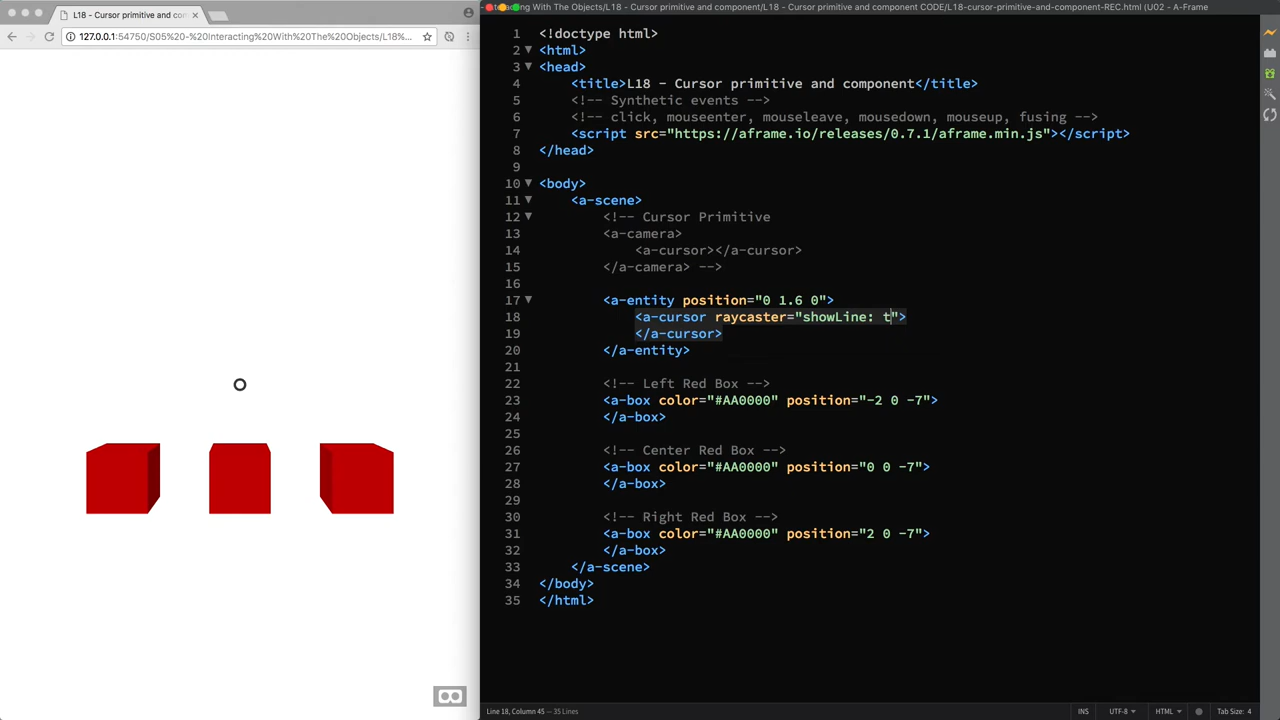 L18 - Cursor primitive and con
127.0.0.1:54750/S05%20-%20Interacting%20With%20The%20Objects/L18%...
teracting With The Objects/L18 - Cursor primitive and component/L18 - Cursor primitive and component CODE/L18-cursor-primitive-and-component-REC.html (U02 - A-Frame
1 <!doctype html>
2 <html>
3 <head>
4 <title>L18 - Cursor primitive and component</title>
5 <!-- Synthetic events -->
6 <!-- click, mouseenter, mouseleave, mousedown, mouseup, fusing -->
7 <script src="https://aframe.io/releases/0.7.1/aframe.min.js"></script>
8 </head>
9
10 <body>
11 <a-scene>
12 <!-- Cursor Primitive
13 <a-camera>
14 <a-cursor></a-cursor>
15 </a-camera> -->
16
17 <a-entity position="0 1.6 0">
18 <a-cursor raycaster="showLine: t">
19 </a-cursor>
20 </a-entity>
21
22 <!-- Left Red Box -->
23 <a-box color="#AA0000" position="-2 0 -7">
24 </a-box>
25
26 <!-- Center Red Box -->
27 <a-box color="#AA0000" position="0 0 -7">
28 </a-box>
29
30 <!-- Right Red Box -->
31 <a-box color="#AA0000" position="2 0 -7">
32 </a-box>
33 </a-scene>
34 </body>
35 </html>
Line 18, Column 45 — 35 Lines
INS
UTF-8
HTML
Tab Size: 4